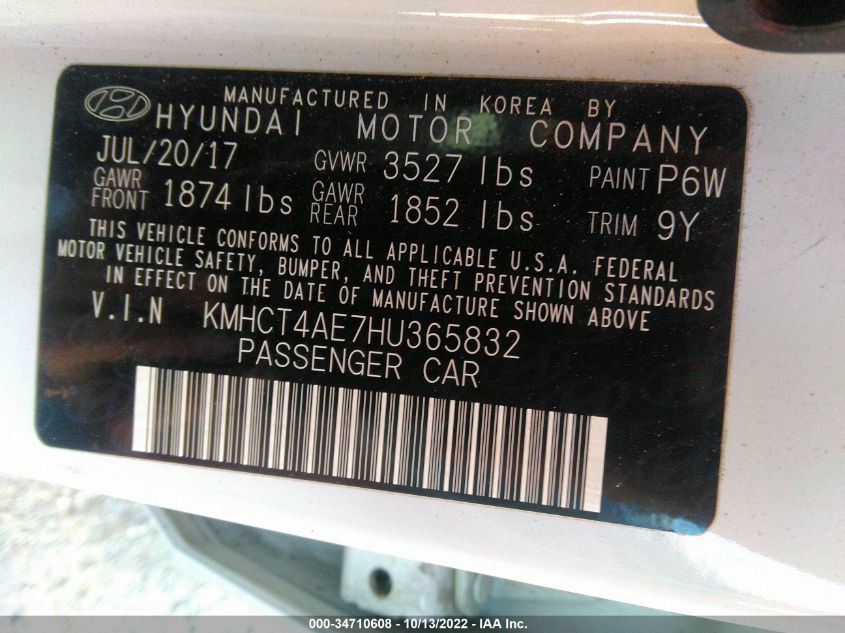 MANUFACTURED IN KOREA BY
HYUNDAI MOTOR COMPANY
JUL/20/17 GVWR 3527 lbs PAINT P6W
GAWR FRONT 1874 lbs GAWR REAR 1852 lbs TRIM 9Y
THIS VEHICLE CONFORMS TO ALL APPLICABLE U.S.A. FEDERAL
MOTOR VEHICLE SAFETY, BUMPER, AND THEFT PREVENTION STANDARDS
IN EFFECT ON THE DATE OF MANUFACTURE SHOWN ABOVE
V.I.N KMHCT4AE7HU365832
PASSENGER CAR
000-34710608 - 10/13/2022 - IAA Inc.